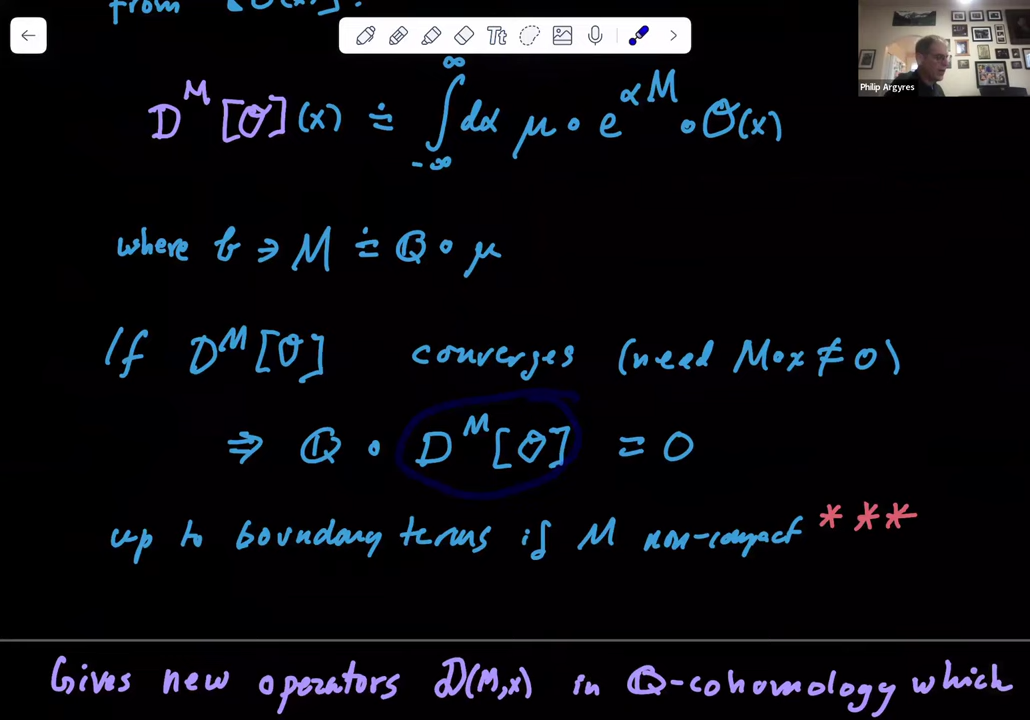 from [O(x)].
Tt
Philip Argyres
D^M[O](x) ≐ ∫_{-∞}^{∞} dα μ∘e^{αM}∘O(x)
where b ∋ M ≐ Q∘μ
If D^M[O] converges (need M∘x ≠ 0)
⇒ Q∘D^M[O] = 0
up to boundary terms if M non-compact ***
Gives new operators D(M,x) in Q-cohomology which